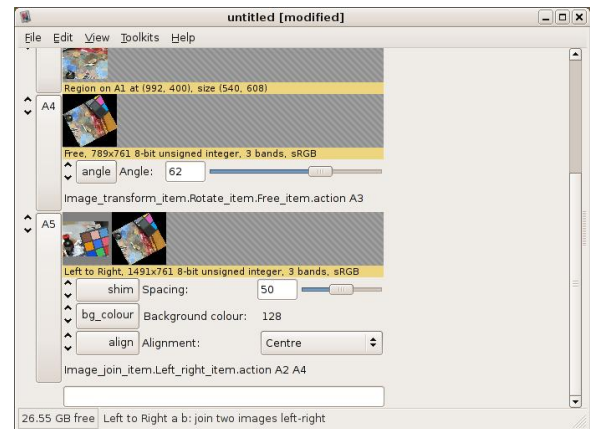 untitled [modified]
File Edit View Toolkits Help
Region on A1 at (992, 400), size (540, 608)
A4
Free, 789x761 8-bit unsigned integer, 3 bands, sRGB
angle Angle: 62
Image_transform_item.Rotate_item.Free_item.action A3
A5
Left to Right, 1491x761 8-bit unsigned integer, 3 bands, sRGB
shim Spacing: 50
bg_colour Background colour: 128
align Alignment: Centre
Image_join_item.Left_right_item.action A2 A4
26.55 GB free Left to Right a b: join two images left-right